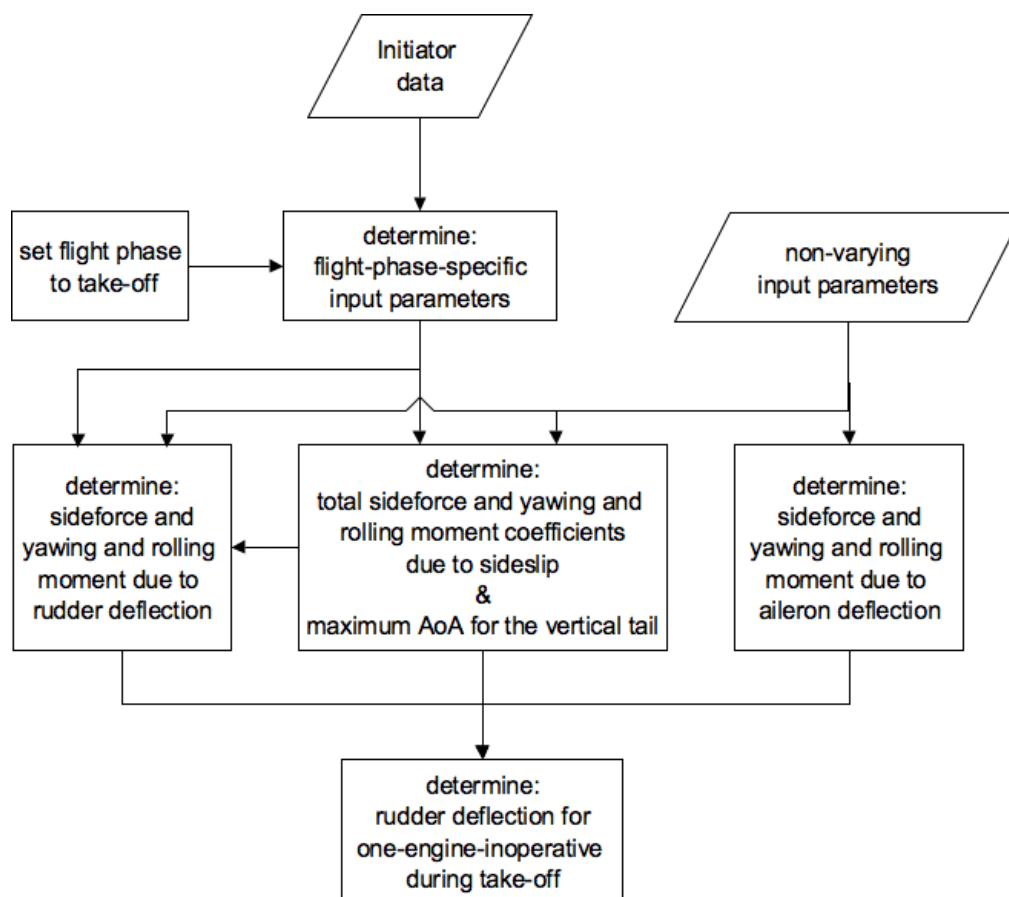 Initiator
data
set flight phase
to take-off
determine:
flight-phase-specific
input parameters
non-varying
input parameters
determine:
sideforce and
yawing and rolling
moment due to
rudder deflection
determine:
total sideforce and yawing and
rolling moment coefficients
due to sideslip
&
maximum AoA for the vertical tail
determine:
sideforce and
yawing and rolling
moment due to
aileron deflection
determine:
rudder deflection for
one-engine-inoperative
during take-off